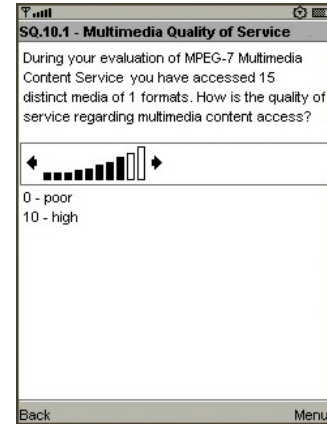 SQ.10.1 - Multimedia Quality of Service
During your evaluation of MPEG-7 Multimedia
Content Service you have accessed 15
distinct media of 1 formats. How is the quality of
service regarding multimedia content access?
0 - poor
10 - high
Back Menu